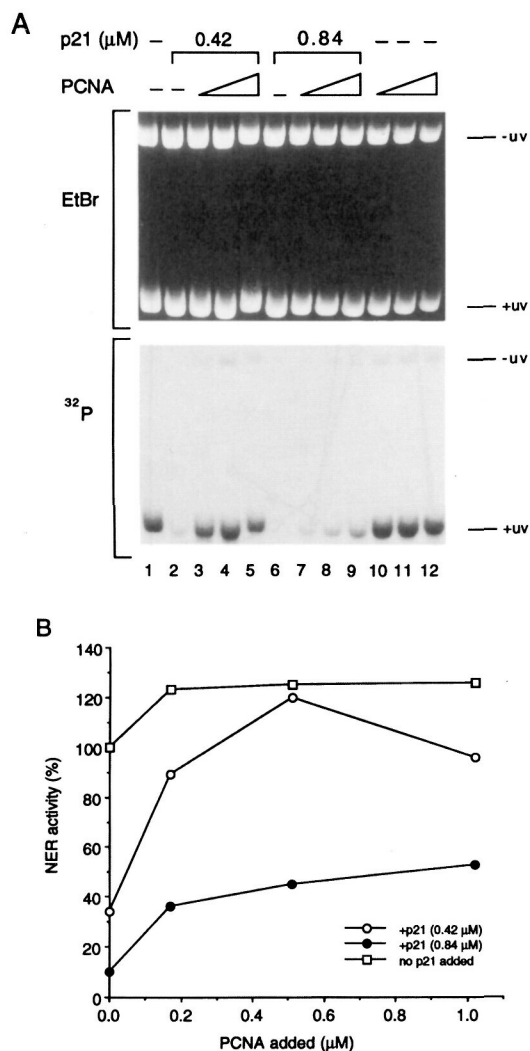 A
p21 (μM) – 0.42 0.84 – – –
PCNA – – –
EtBr
-uv
+uv
32P
-uv
+uv
1 2 3 4 5 6 7 8 9 10 11 12
B
140
120
100
80
60
40
20
0
NER activity (%)
+p21 (0.42 μM)
+p21 (0.84 μM)
no p21 added
0.0 0.2 0.4 0.6 0.8 1.0
PCNA added (μM)